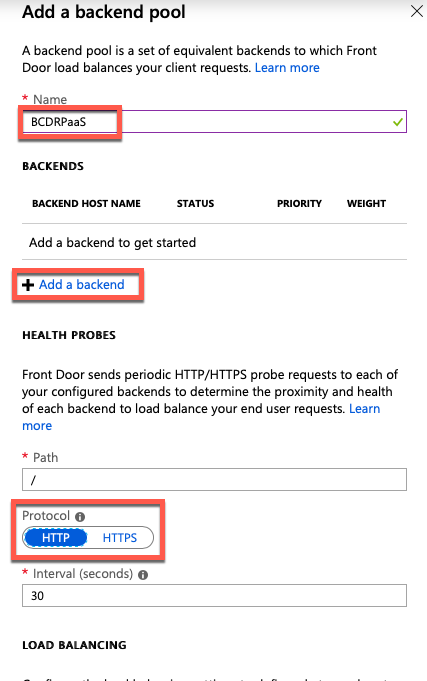 Add a backend pool
A backend pool is a set of equivalent backends to which Front
Door load balances your client requests. Learn more
* Name
BCDRPaaS
BACKENDS
BACKEND HOST NAME STATUS PRIORITY WEIGHT
Add a backend to get started
+ Add a backend
HEALTH PROBES
Front Door sends periodic HTTP/HTTPS probe requests to each of
your configured backends to determine the proximity and health
of each backend to load balance your end user requests. Learn
more
* Path
/
Protocol
HTTP HTTPS
* Interval (seconds)
30
LOAD BALANCING